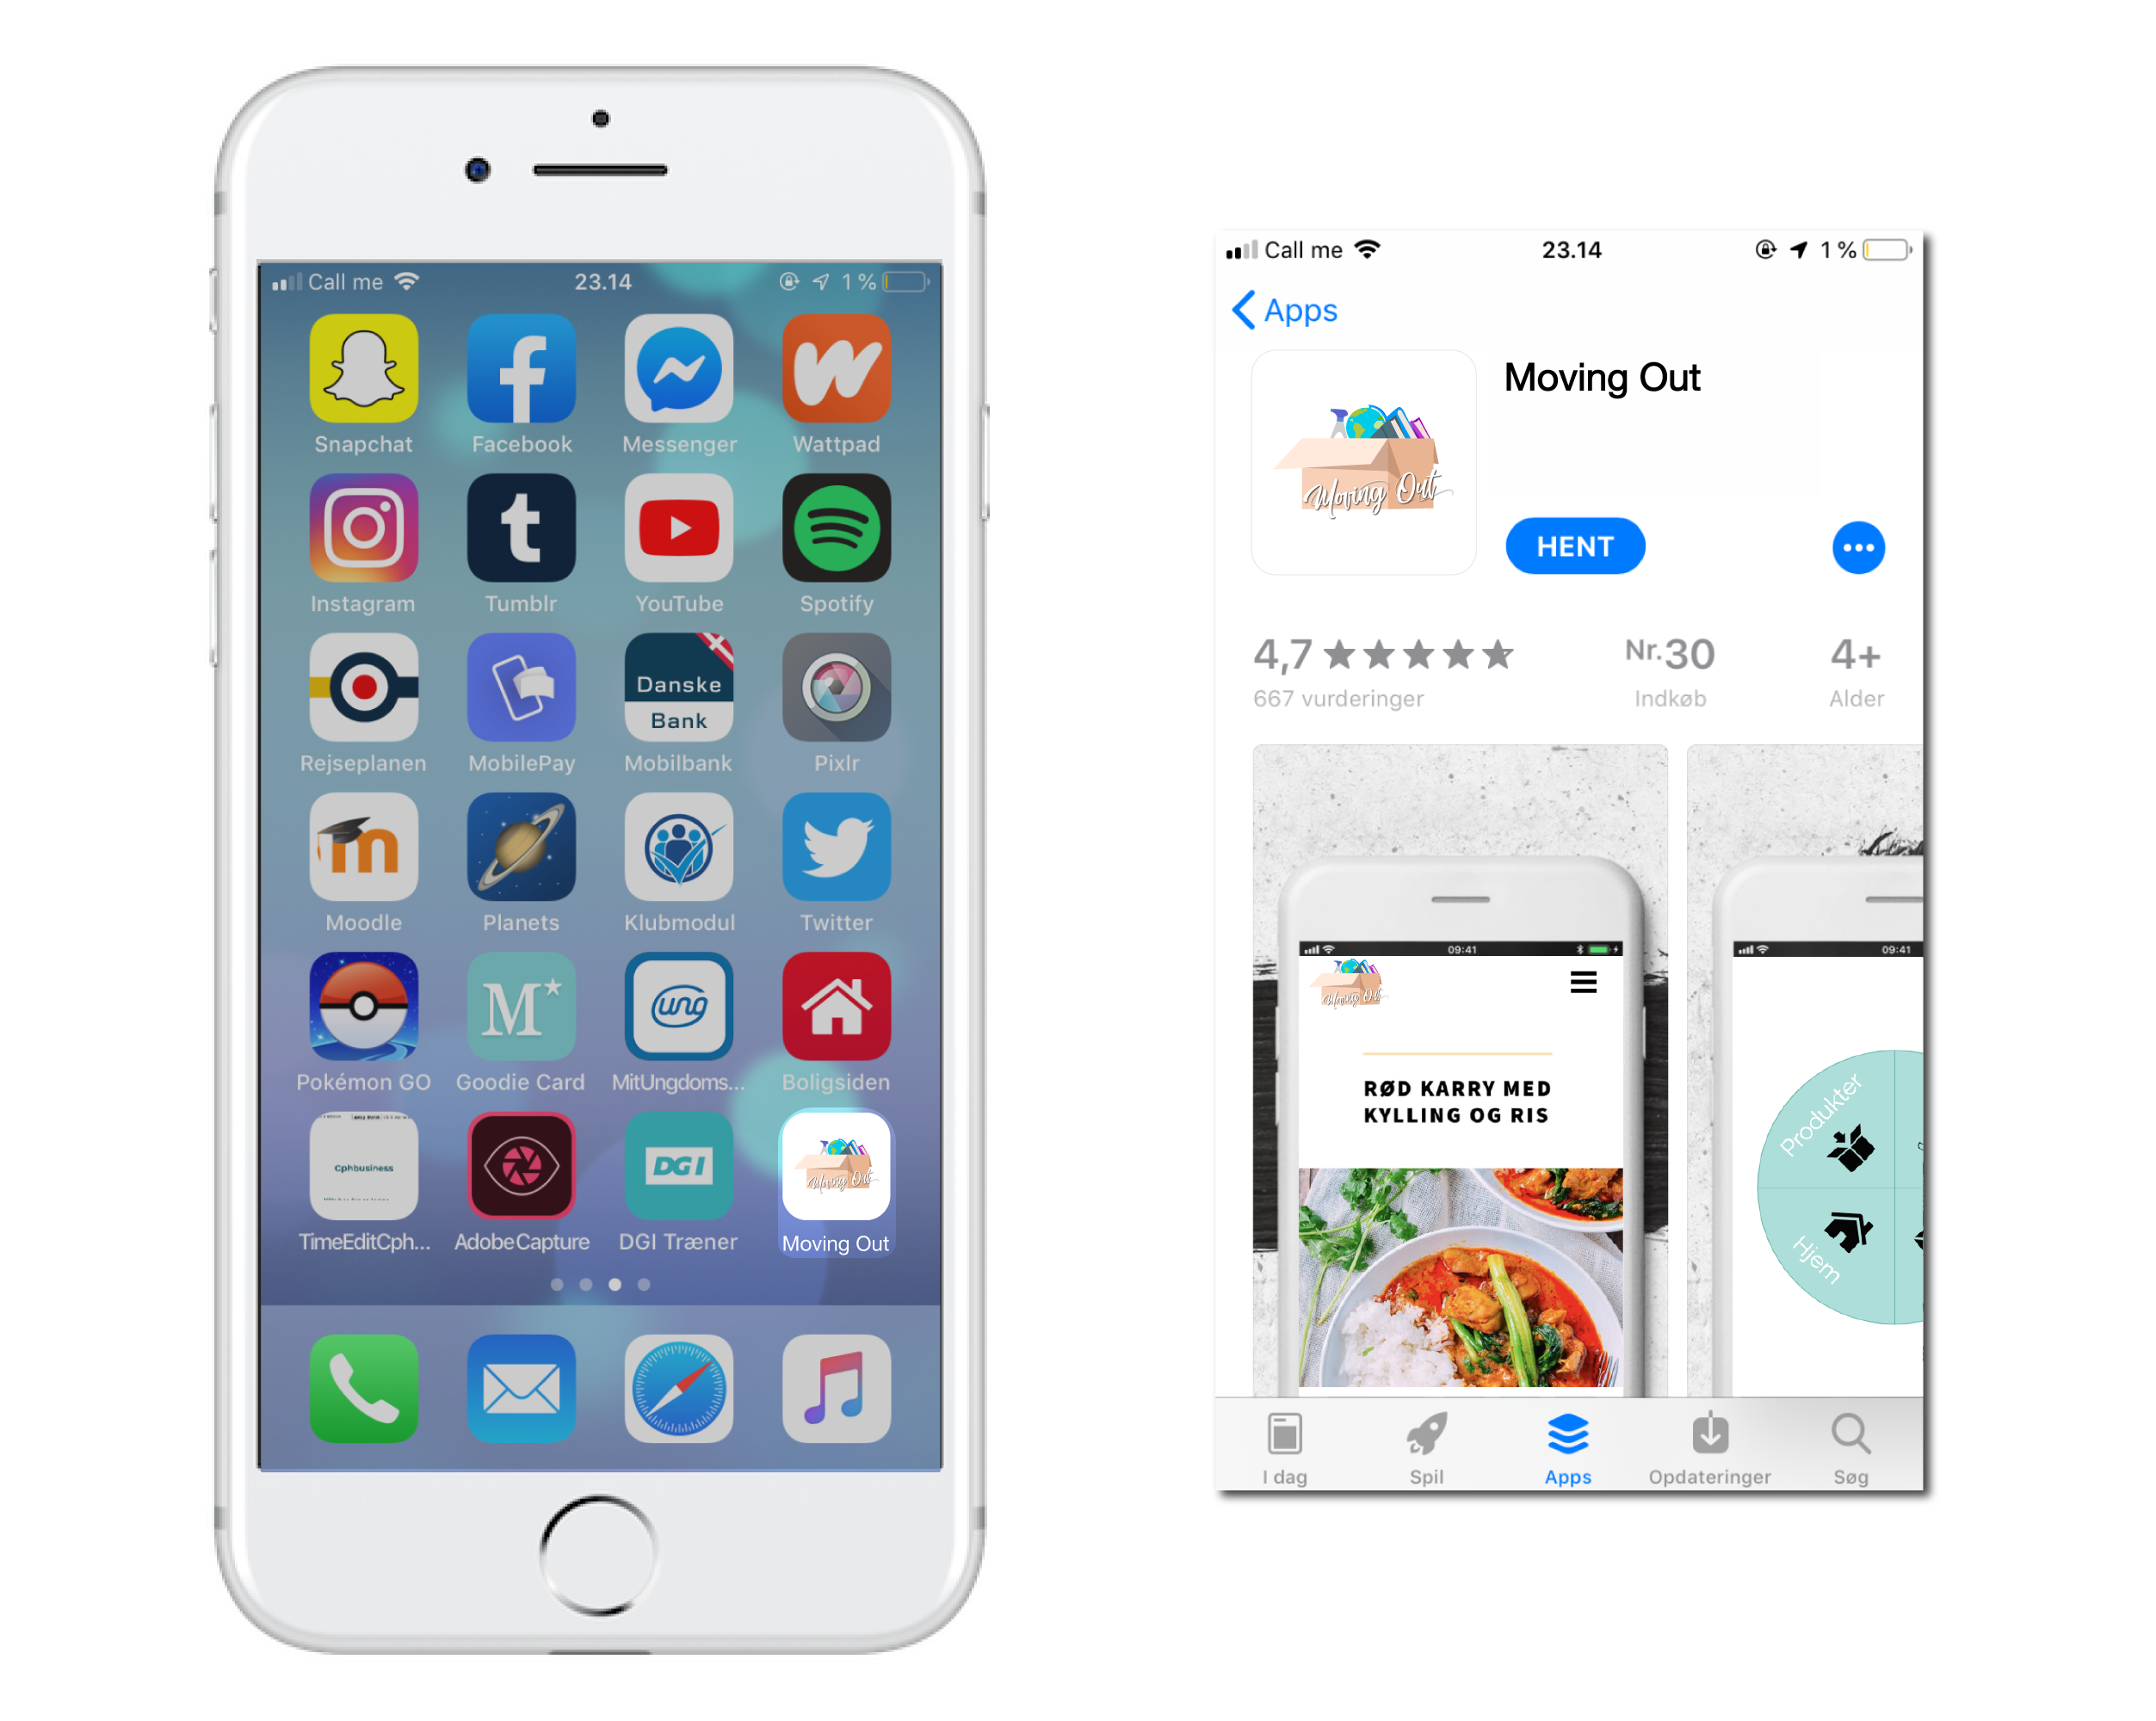 Call me 23.14 1 %
Snapchat Facebook Messenger Wattpad
Instagram Tumblr YouTube Spotify
Danske
Bank
Rejseplanen MobilePay Mobilbank Pixlr
Moodle Planets Klubmodul Twitter
M* ung
Pokémon GO Goodie Card MitUngdoms... Boligsiden
Cphbusiness
DGI
Moving Out
TimeEditCph... AdobeCapture DGI Træner Moving Out
Call me 23.14 1 %
Apps
Moving Out
Moving Out
HENT
4,7 Nr.30 4+
667 vurderinger Indkøb Alder
09:41
09:41
Moving Out
RØD KARRY MED
KYLLING OG RIS
Produkter
Hjem
I dag Spil Apps Opdateringer Søg